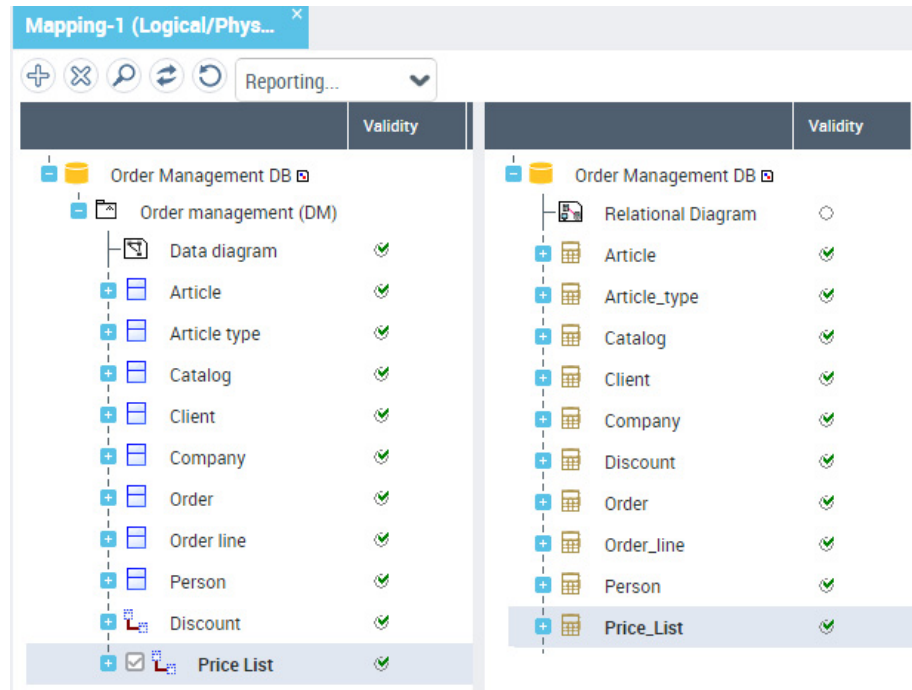 Mapping-1 (Logical/Phys...
Reporting...
Validity
Order Management DB
Order management (DM)
Data diagram
Article
Article type
Catalog
Client
Company
Order
Order line
Person
Discount
Price List
Validity
Order Management DB
Relational Diagram
Article
Article_type
Catalog
Client
Company
Discount
Order
Order_line
Person
Price_List